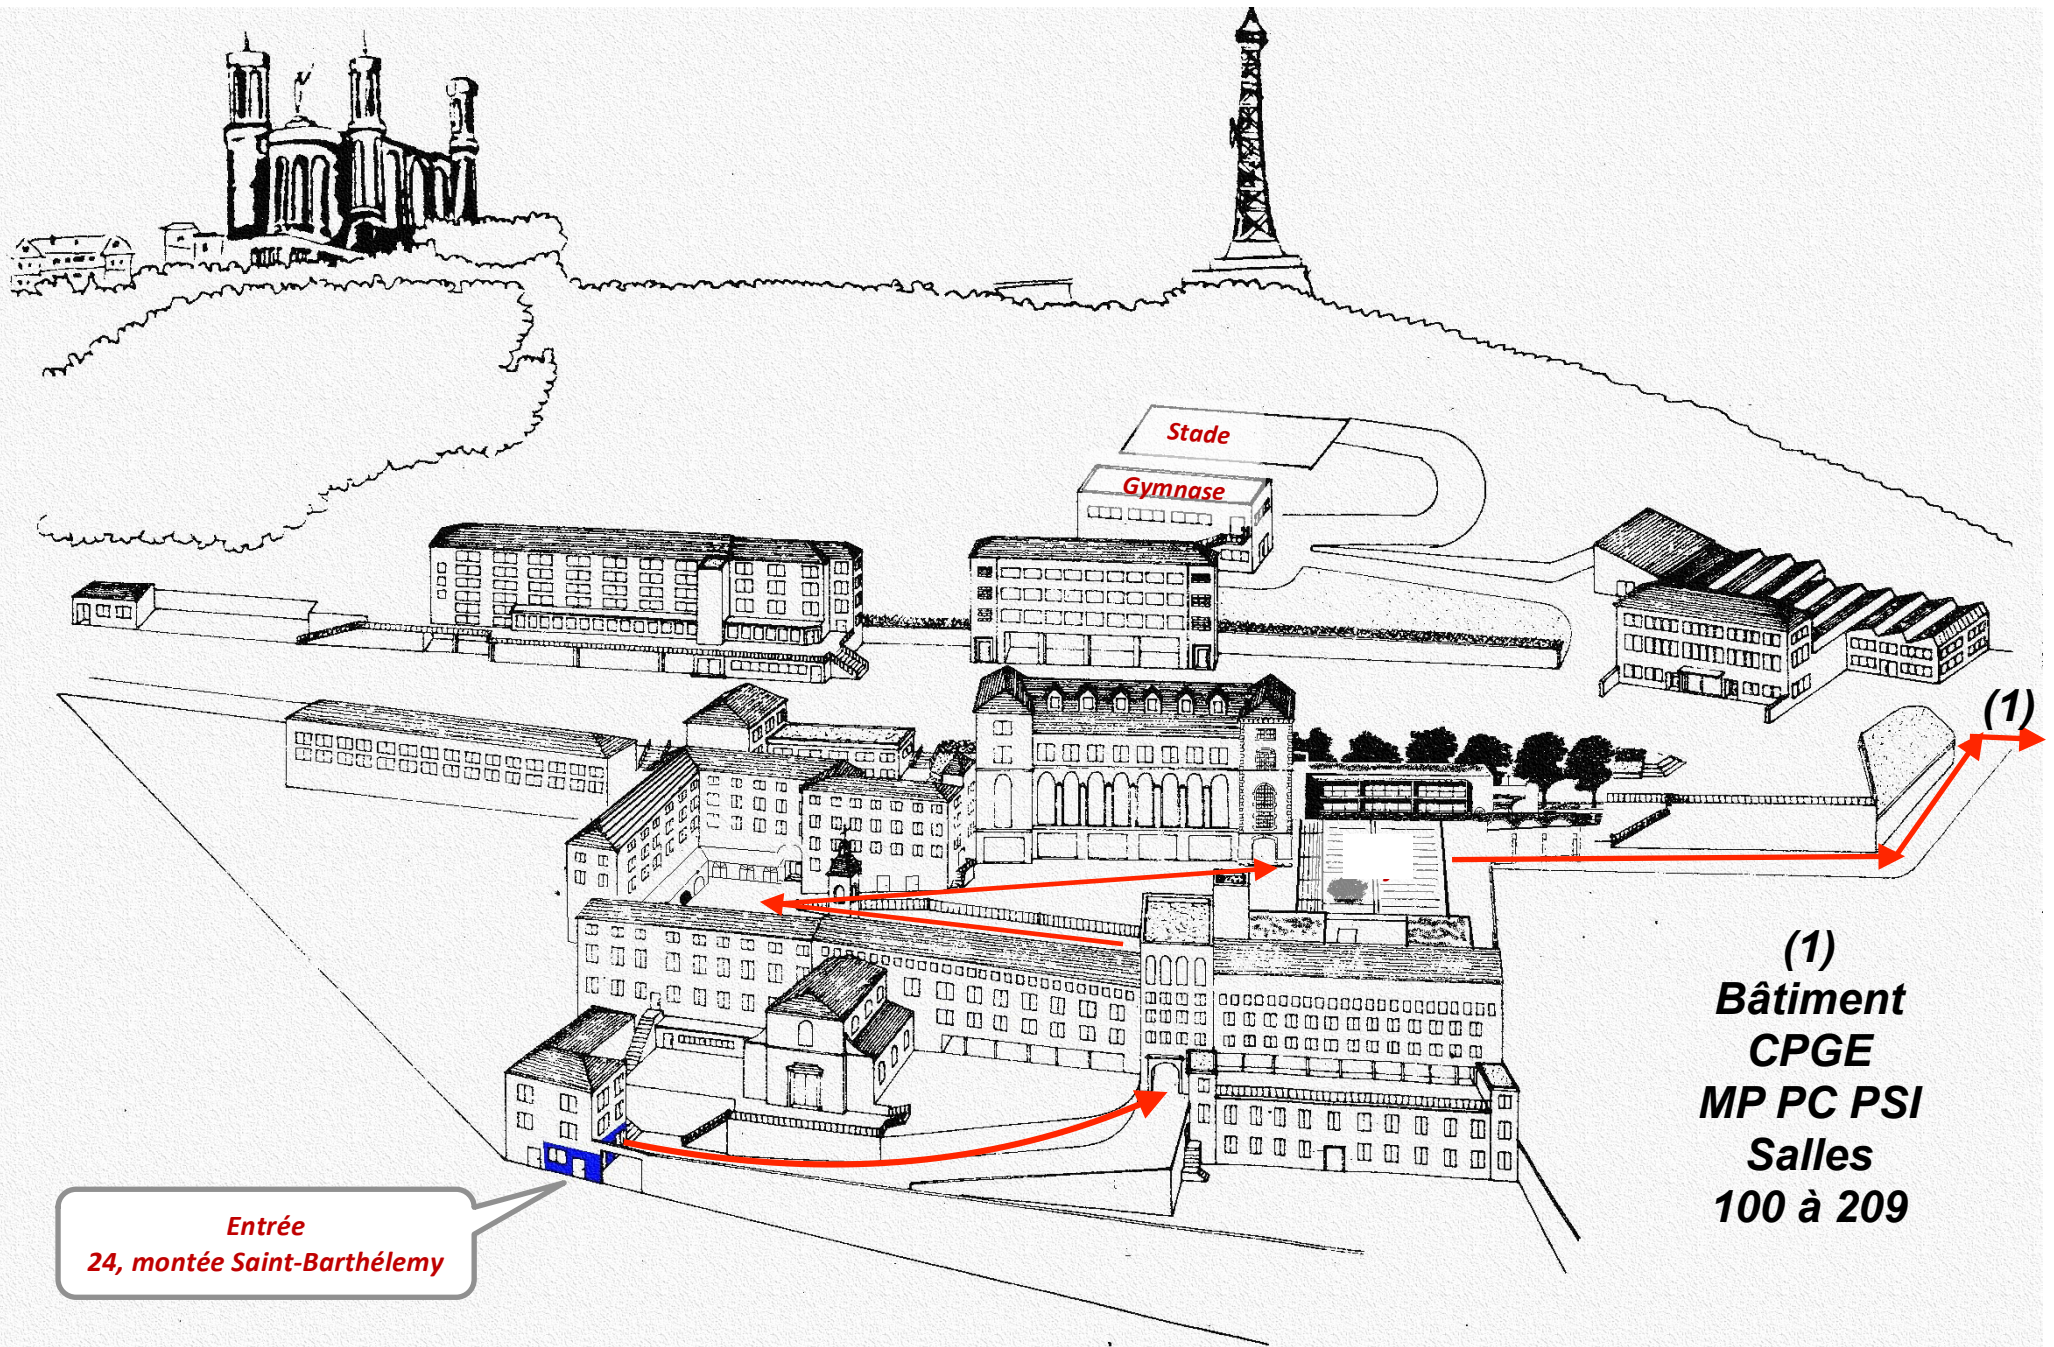 Stade
Gymnase
(1)
(1)
Bâtiment
CPGE
MP PC PSI
Salles
100 à 209
Entrée
24, montée Saint-Barthélemy